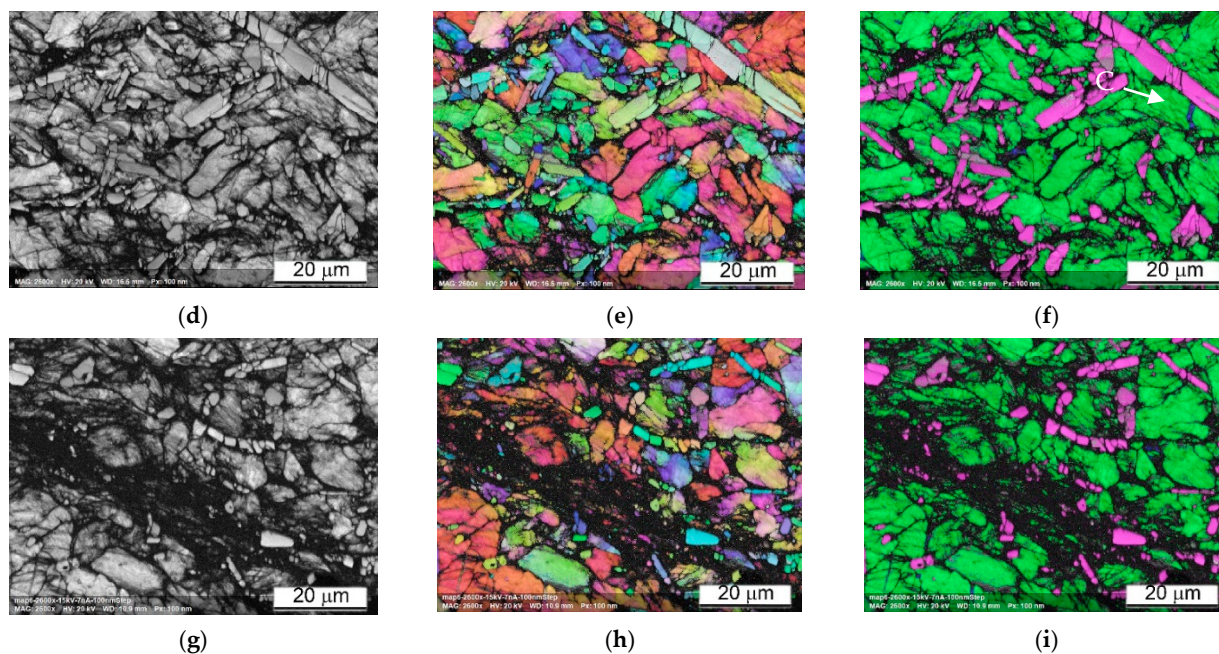 C
20 μm
20 μm
20 μm
MAG: 2600x HV: 20 kV WD: 16.5 mm Px: 100 nm
MAG: 2600x HV: 20 kV WD: 16.5 mm Px: 100 nm
MAG: 2600x HV: 20 kV WD: 16.5 mm Px: 100 nm
(d)
(e)
(f)
20 μm
20 μm
20 μm
map6-2600x-15kV-7nA-100nmStep
map6-2600x-15kV-7nA-100nmStep
map6-2600x-15kV-7nA-100nmStep
MAG: 2600x HV: 20 kV WD: 10.9 mm Px: 100 nm
MAG: 2600x HV: 20 kV WD: 10.9 mm Px: 100 nm
MAG: 2600x HV: 20 kV WD: 10.9 mm Px: 100 nm
(g)
(h)
(i)